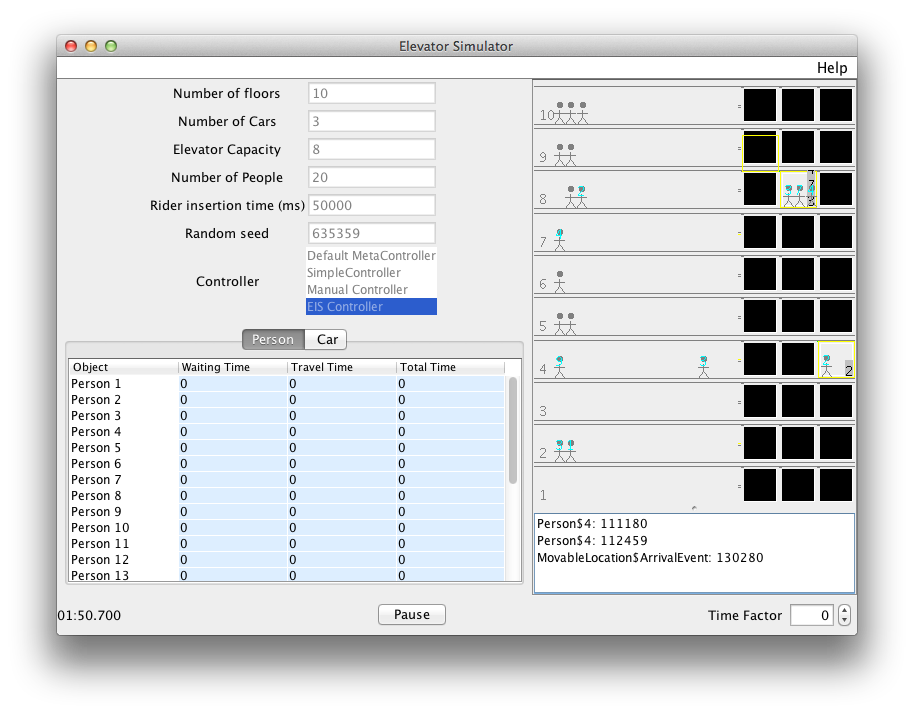 Elevator Simulator
Help
Number of floors 10
Number of Cars 3
Elevator Capacity 8
Number of People 20
Rider insertion time (ms) 50000
Random seed 635359
Controller
Default MetaController
SimpleController
Manual Controller
EIS Controller
Person Car
Object Waiting Time Travel Time Total Time
Person 1 0 0 0
Person 2 0 0 0
Person 3 0 0 0
Person 4 0 0 0
Person 5 0 0 0
Person 6 0 0 0
Person 7 0 0 0
Person 8 0 0 0
Person 9 0 0 0
Person 10 0 0 0
Person 11 0 0 0
Person 12 0 0 0
Person 13 0 0 0
10
9
8
7
6
5
4 2
3
2
1
Person$4: 111180
Person$4: 112459
MovableLocation$ArrivalEvent: 130280
01:50.700
Pause
Time Factor 0